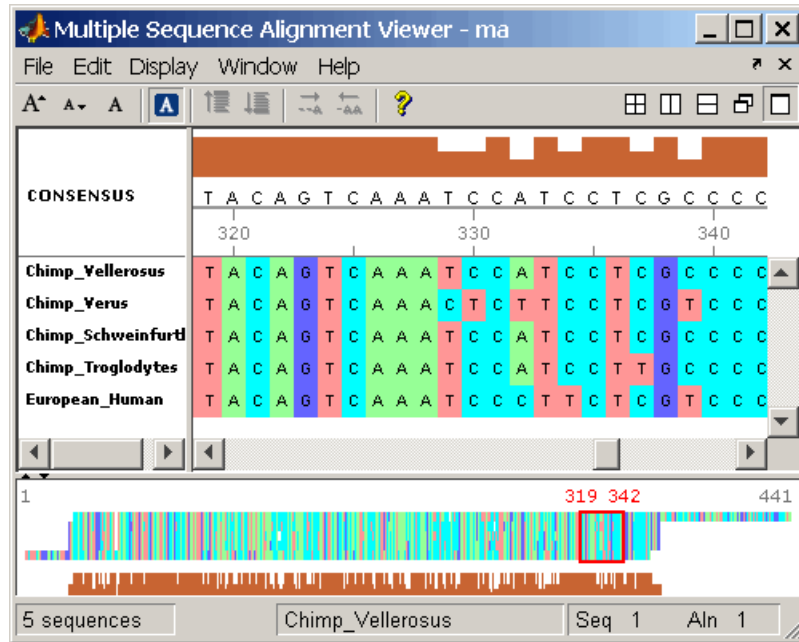 Multiple Sequence Alignment Viewer - ma
File Edit Display Window Help
A A A A --A -AA ?
CONSENSUS T A C A G T C A A A T C C A T C C T C G C C C C
320 330 340
Chimp_Vellerosus T A C A G T C A A A T C C A T C C T C G C C C C
Chimp_Verus T A C A G T C A A A C T C T T C C T C G T C C C
Chimp_Schweinfurtl T A C A G T C A A A T C C A T C C T C G C C C C
Chimp_Troglodytes T A C A G T C A A A T C C A T C C T T G C C C C
European_Human T A C A G T C A A A T C C C T T C T C G T C C C
1 319 342 441
5 sequences Chimp_Vellerosus Seq 1 Aln 1